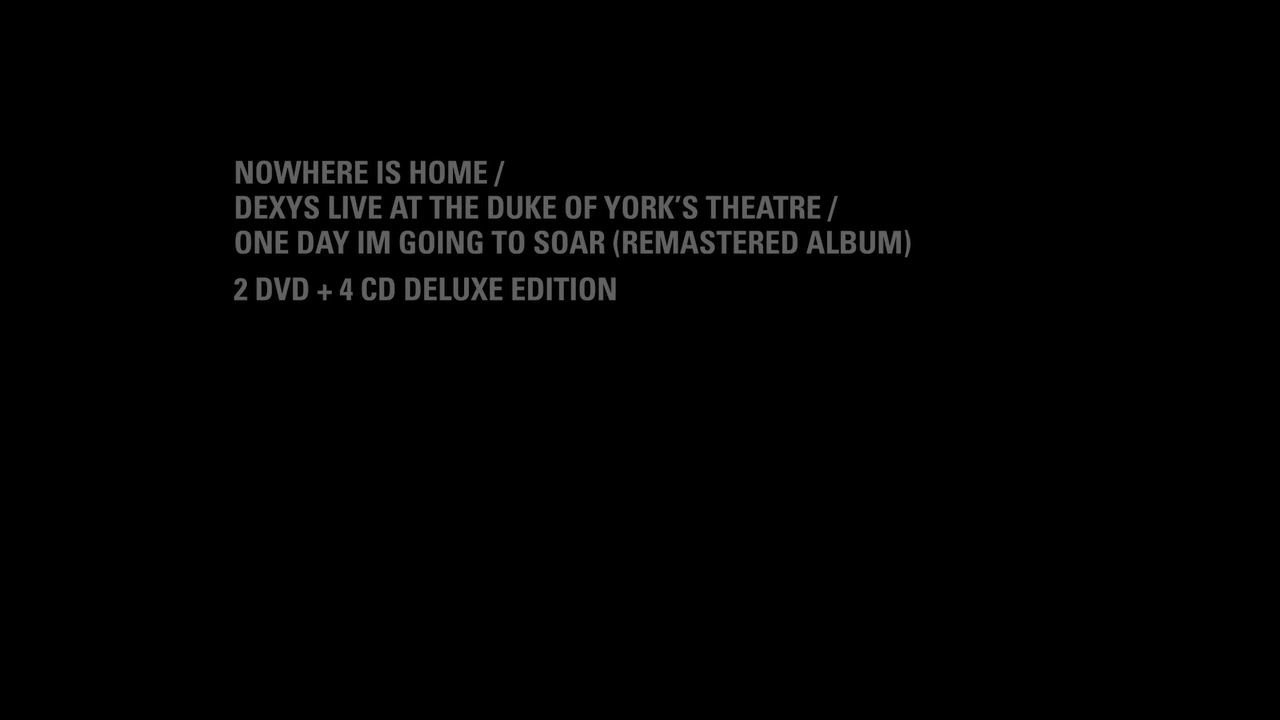 NOWHERE IS HOME /
DEXYS LIVE AT THE DUKE OF YORK’S THEATRE /
ONE DAY IM GOING TO SOAR (REMASTERED ALBUM)
2 DVD + 4 CD DELUXE EDITION